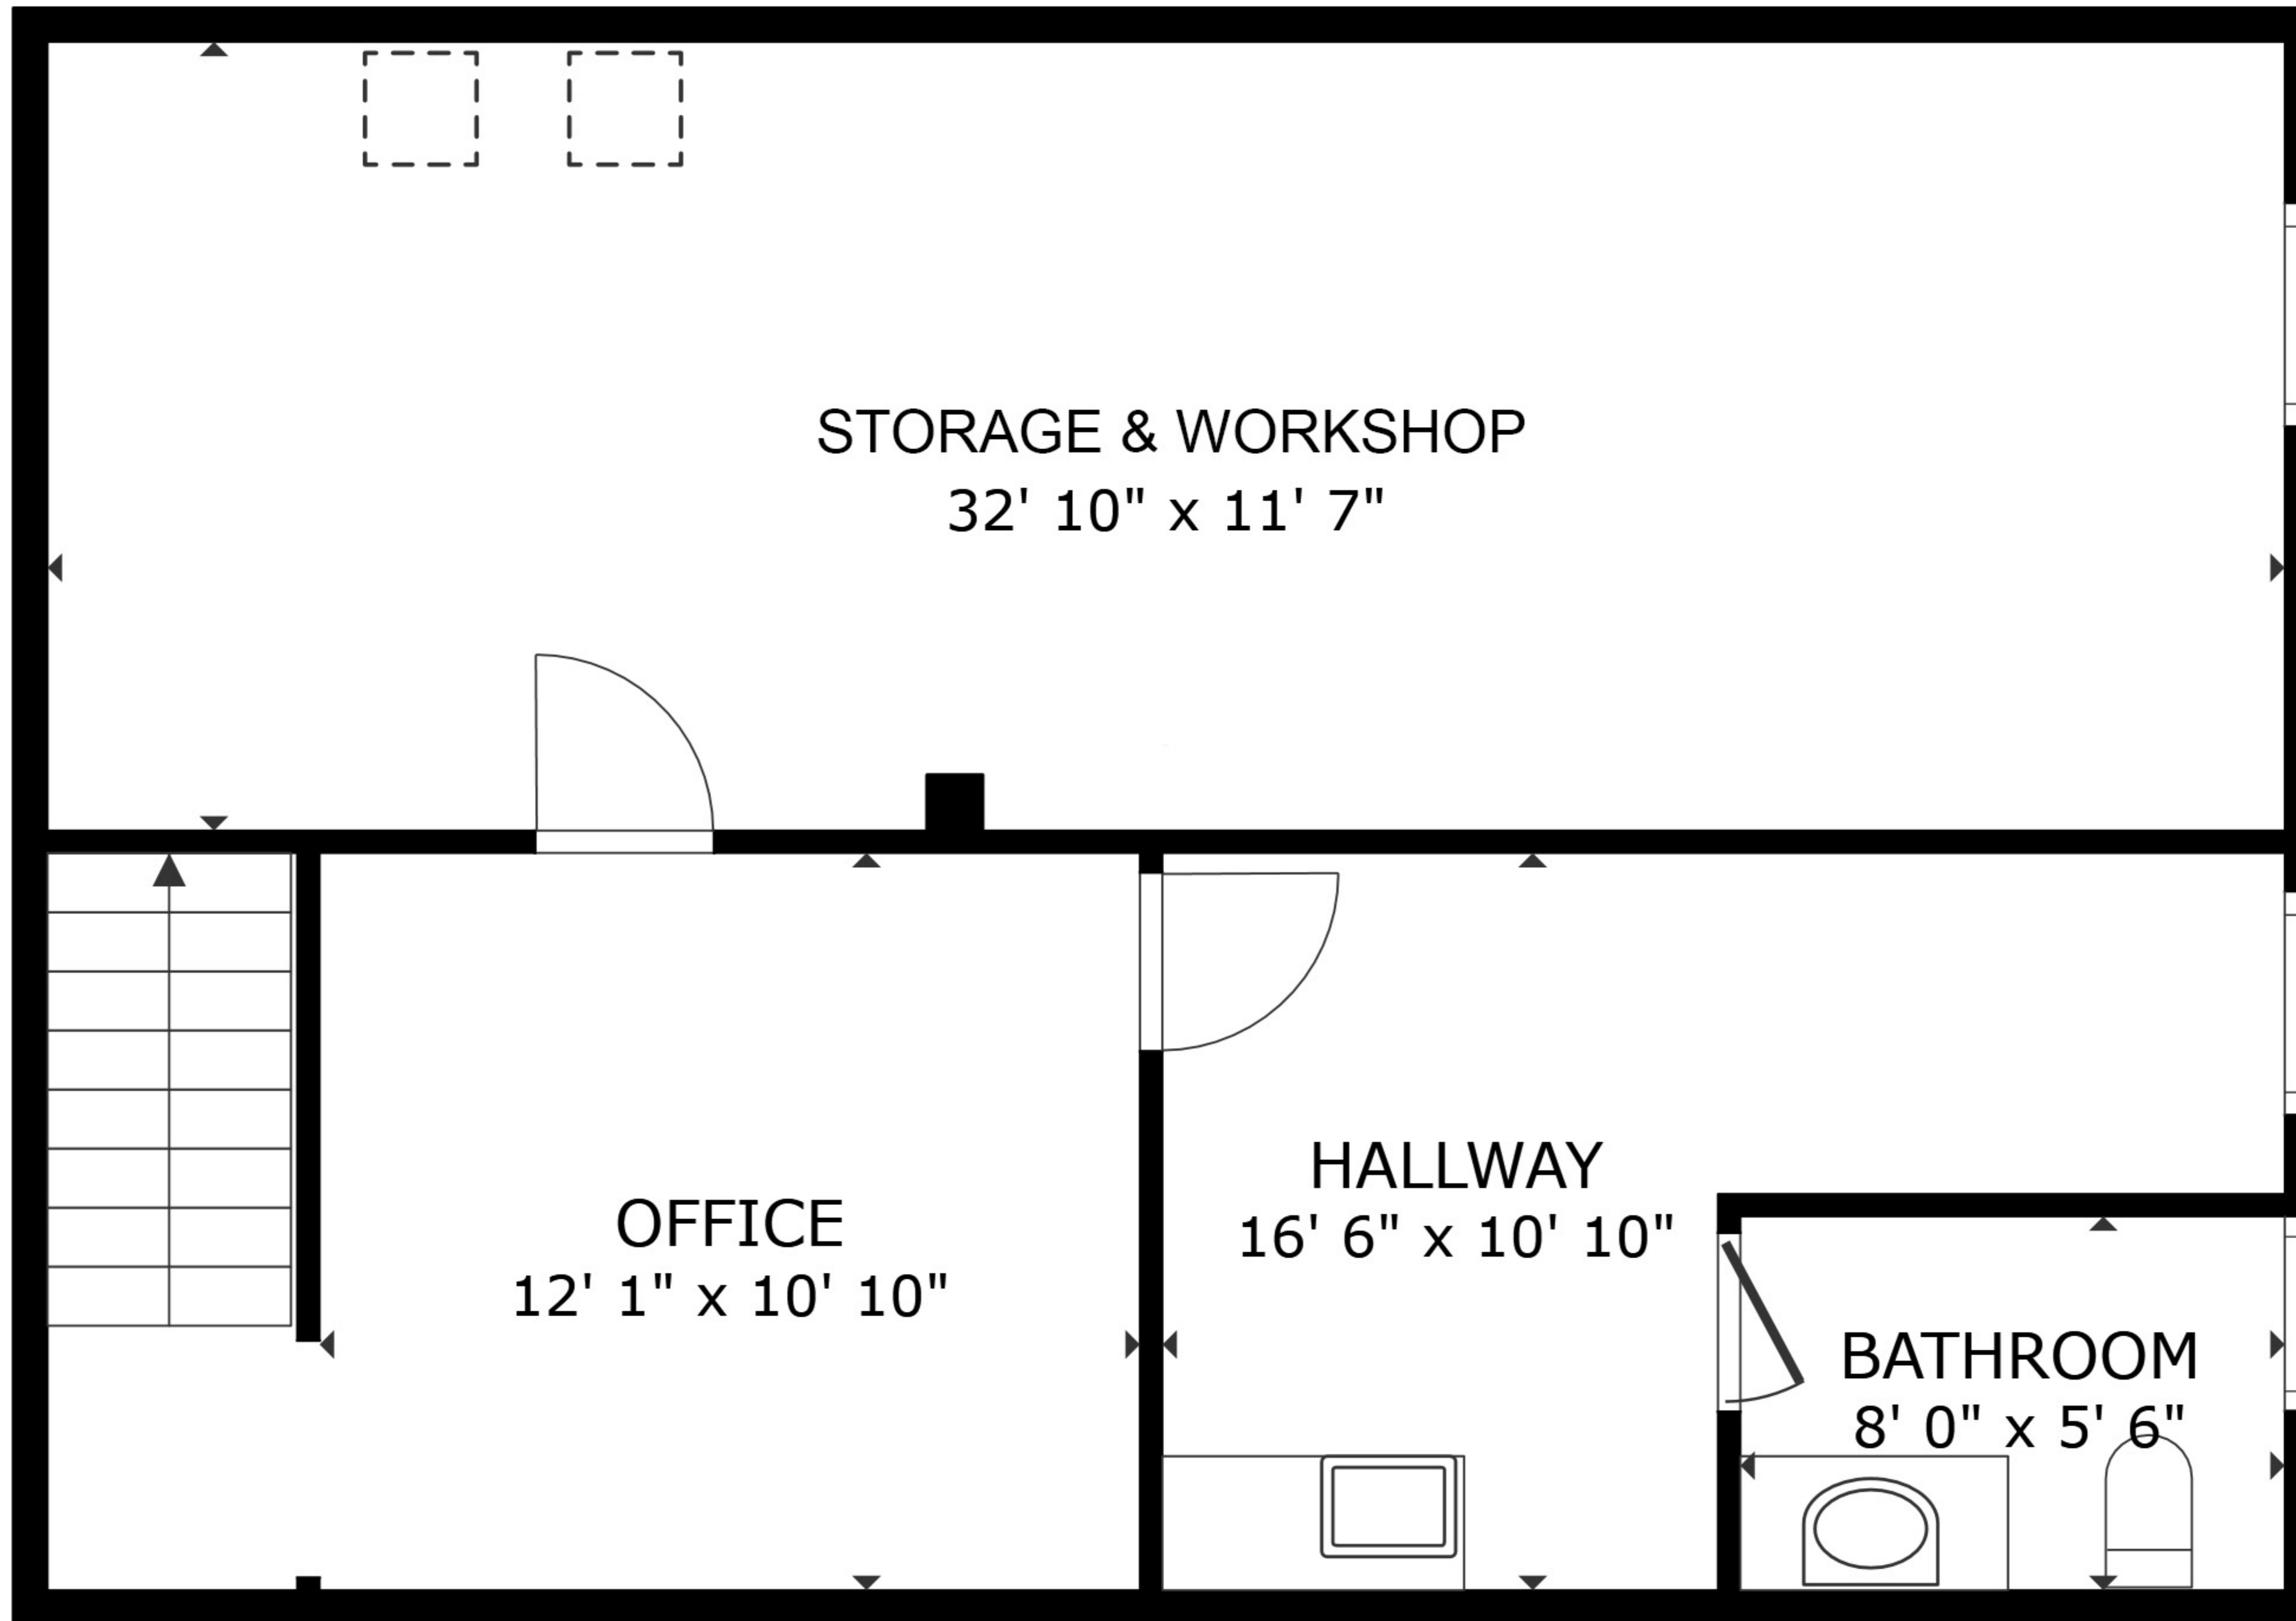 STORAGE & WORKSHOP
32' 10" x 11' 7"
HALLWAY
16' 6" x 10' 10"
OFFICE
12' 1" x 10' 10"
BATHROOM
8' 0" x 5' 6"